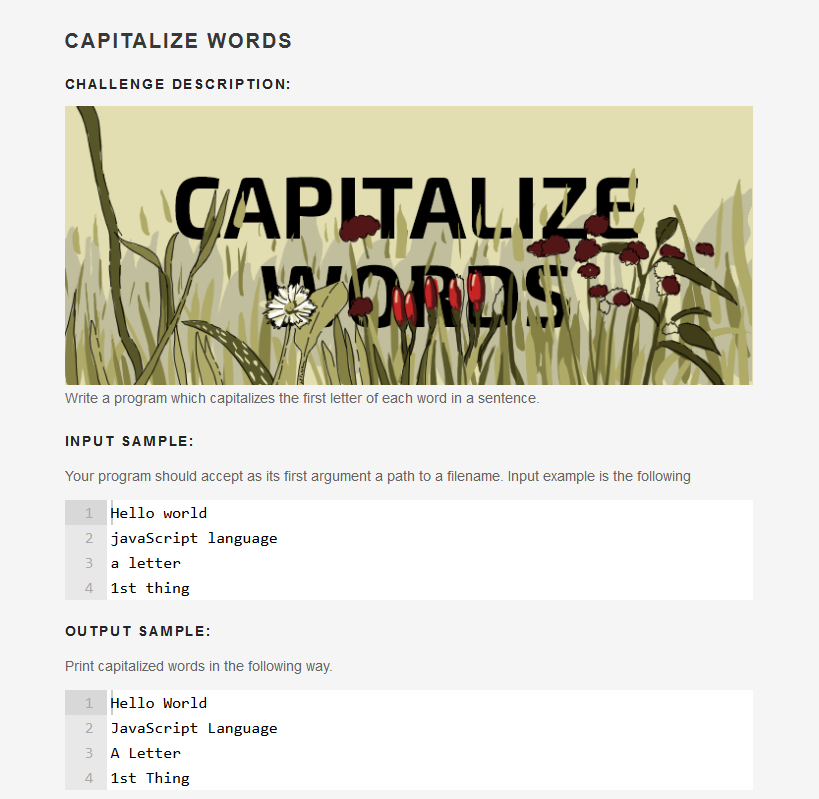 CAPITALIZE WORDS
CHALLENGE DESCRIPTION:
CAPITALIZE
WORDS
Write a program which capitalizes the first letter of each word in a sentence.
INPUT SAMPLE:
Your program should accept as its first argument a path to a filename. Input example is the following
1 Hello world
2 javaScript language
3 a letter
4 1st thing
OUTPUT SAMPLE:
Print capitalized words in the following way.
1 Hello World
2 JavaScript Language
3 A Letter
4 1st Thing